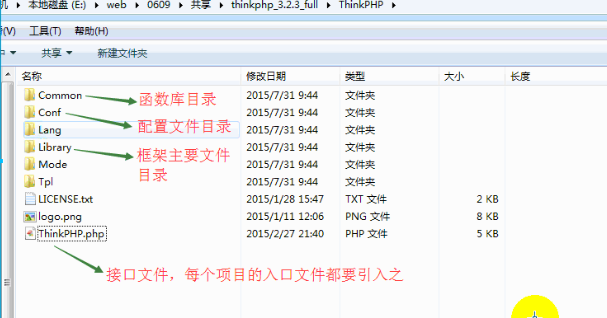 机 ▸ 本地磁盘 (E:) ▸ web ▸ 0609 ▸ 共享 ▸ thinkphp_3.2.3_full ▸ ThinkPHP ▸
(V) 工具(T) 帮助(H)
中 ▾ 共享 ▾ 新建文件夹
名称 修改日期 类型 大小 长度
Common 2015/7/31 9:44 文件夹
函数库目录
Conf 2015/7/31 9:44 文件夹
配置文件目录
Lang 2015/7/31 9:44 文件夹
Library 2015/7/31 9:44 文件夹
框架主要文件
目录
Mode 2015/7/31 9:44 文件夹
Tpl 2015/7/31 9:44 文件夹
LICENSE.txt 2015/1/28 15:47 TXT 文件 2 KB
logo.png 2015/1/11 12:06 PNG 文件 8 KB
ThinkPHP.php 2015/2/27 21:40 PHP 文件 5 KB
接口文件，每个项目的入口文件都要引入之